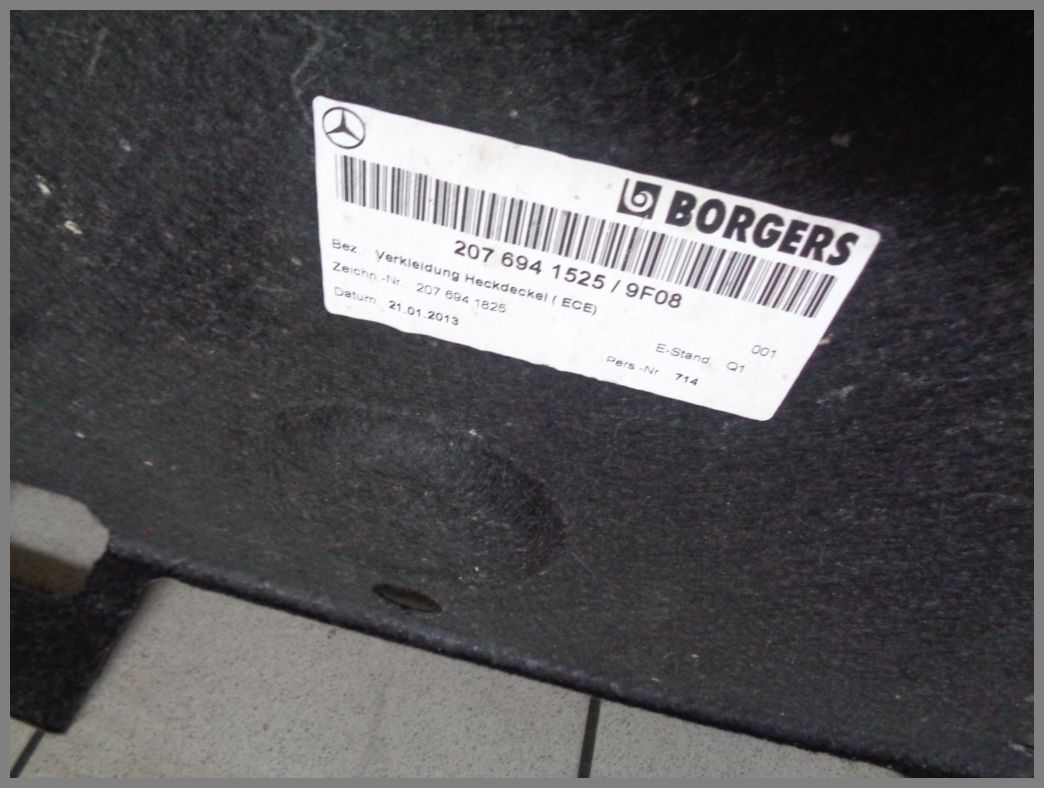 BORGERS
207 694 1525 / 9F08
Bez.: Verkleidung Heckdeckel ( ECE)
Zeichn.-Nr.: 207 694 1825
001
Datum: 21.01.2013
E-Stand: Q1
Pers.-Nr 714